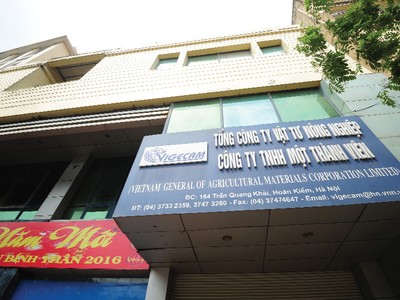 VIGECAM
TỔNG CÔNG TY VẬT TƯ NÔNG NGHIỆP
CÔNG TY TNHH MỘT THÀNH VIÊN
VIETNAM GENERAL OF AGRICULTURAL MATERIALS CORPORATION LIMITED
ĐC: 164 Trần Quang Khải, Hoàn Kiếm, Hà Nội
ĐT: (04) 3733 2359, 3747 3260 - Fax: (04) 37474647 - Email: vigecam@hn.vnn.v
Năm Mới
BÍNH THÂN 2016